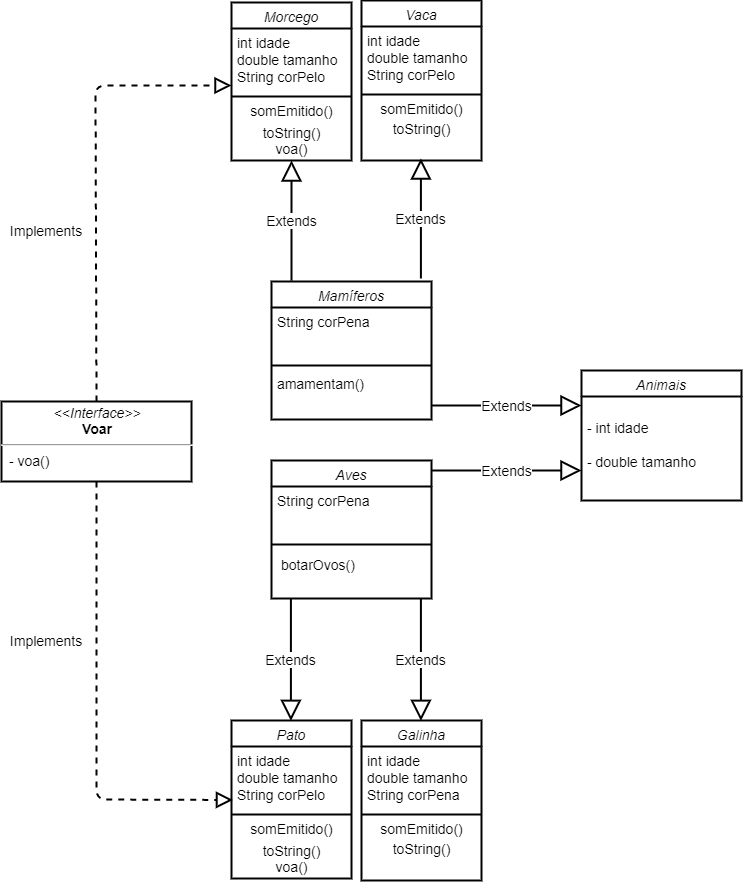 Morcego
int idade
double tamanho
String corPelo
somEmitido()
toString()
voa()
Vaca
int idade
double tamanho
String corPelo
somEmitido()
toString()
Implements
Extends
Extends
Mamíferos
String corPena
amamentam()
Extends
Animais
- int idade
- double tamanho
<<Interface>>
Voar
- voa()
Aves
String corPena
botarOvos()
Extends
Implements
Extends
Extends
Pato
int idade
double tamanho
String corPelo
somEmitido()
toString()
voa()
Galinha
int idade
double tamanho
String corPena
somEmitido()
toString()